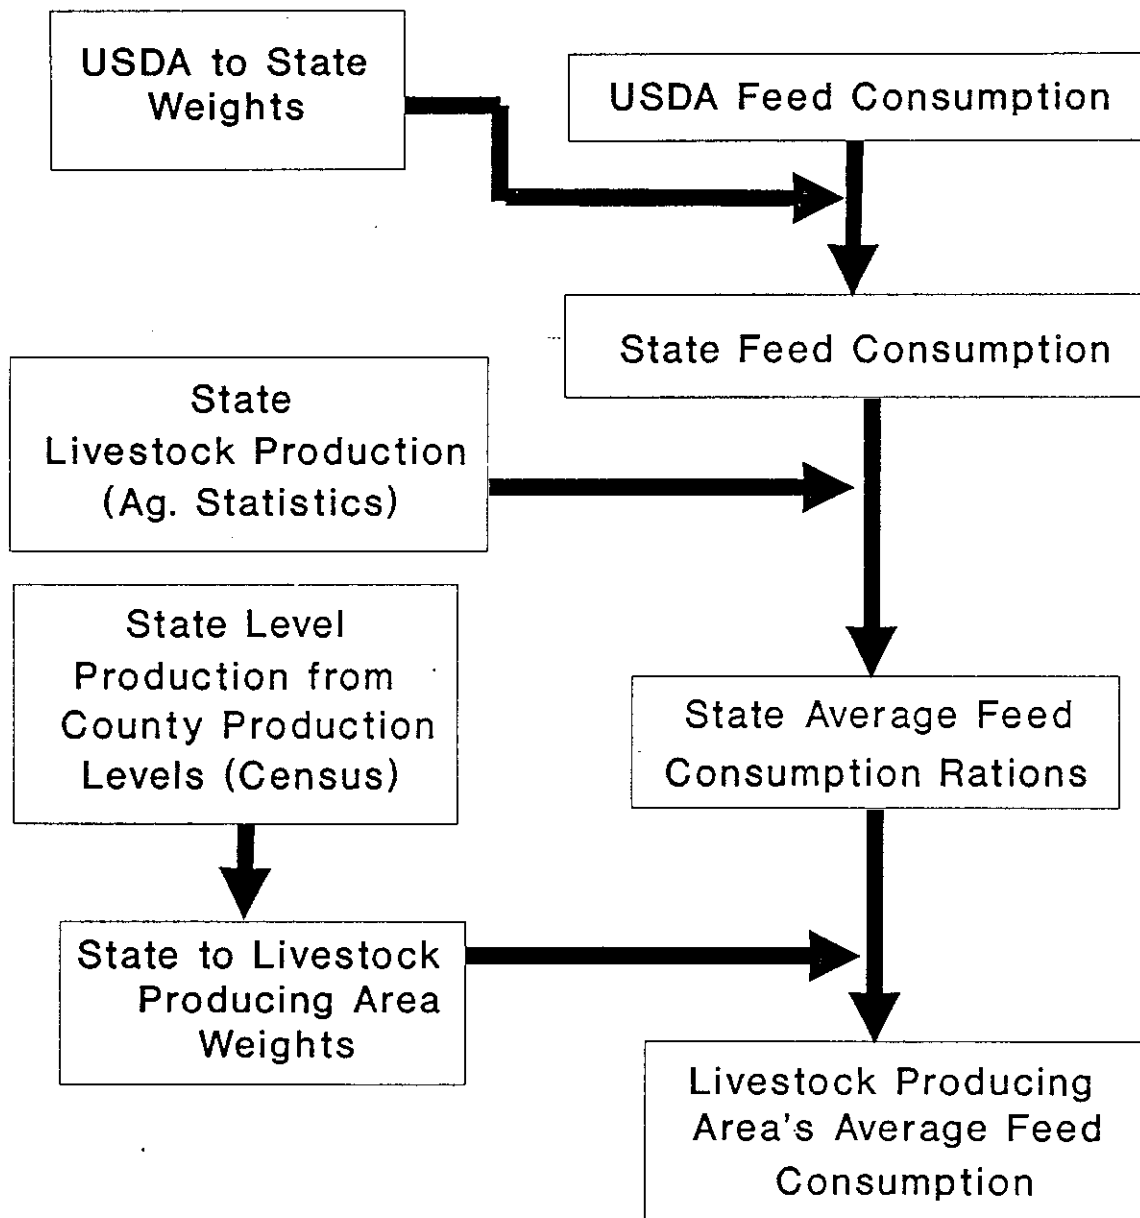 USDA to State
Weights
USDA Feed Consumption
State Feed Consumption
State
Livestock Production
(Ag. Statistics)
State Level
Production from
County Production
Levels (Census)
State Average Feed
Consumption Rations
State to Livestock
Producing Area
Weights
Livestock Producing
Area's Average Feed
Consumption